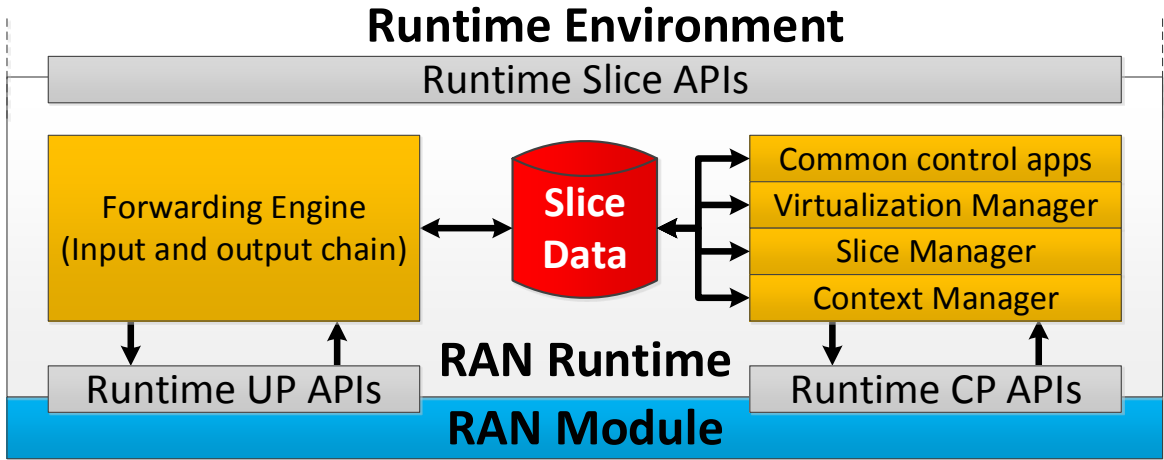 Runtime Environment
Runtime Slice APIs
Forwarding Engine
(Input and output chain)
Slice
Data
Common control apps
Virtualization Manager
Slice Manager
Context Manager
RAN Runtime
Runtime UP APIs
Runtime CP APIs
RAN Module